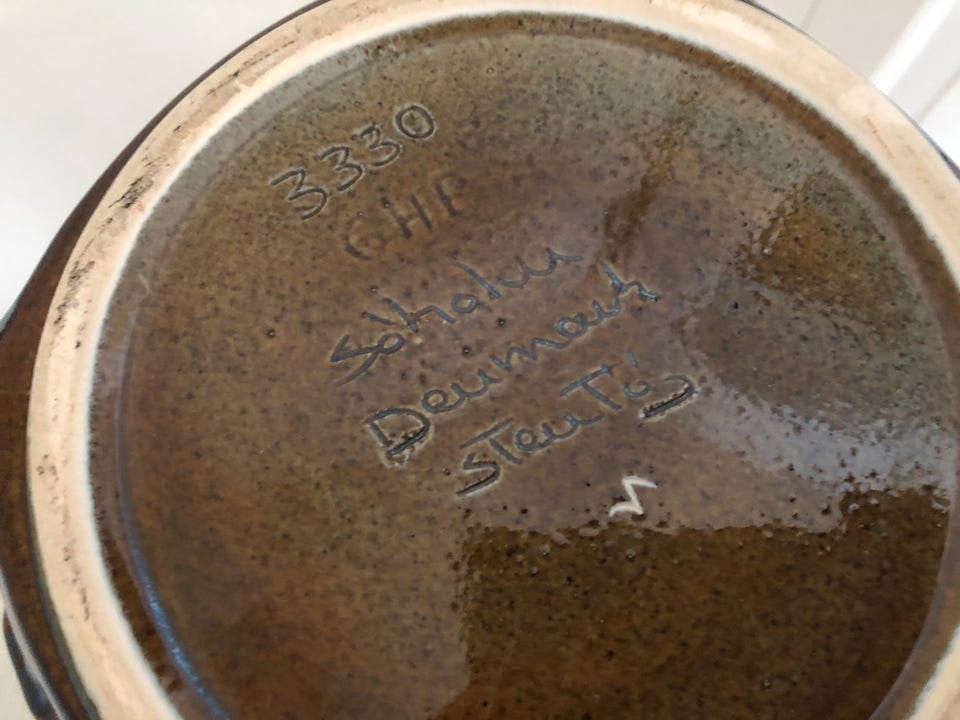 3330
GHP
Søholm
Denmark
Stentøj